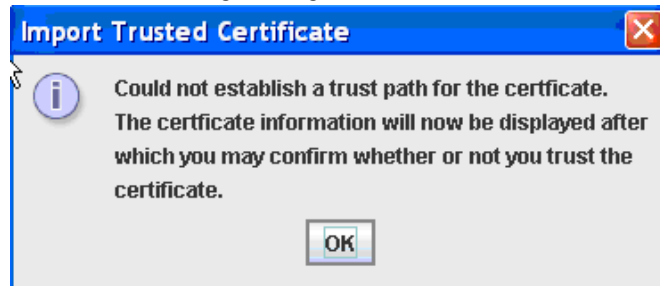 Import Trusted Certificate
Could not establish a trust path for the certficate.
The certficate information will now be displayed after
which you may confirm whether or not you trust the
certificate.
OK